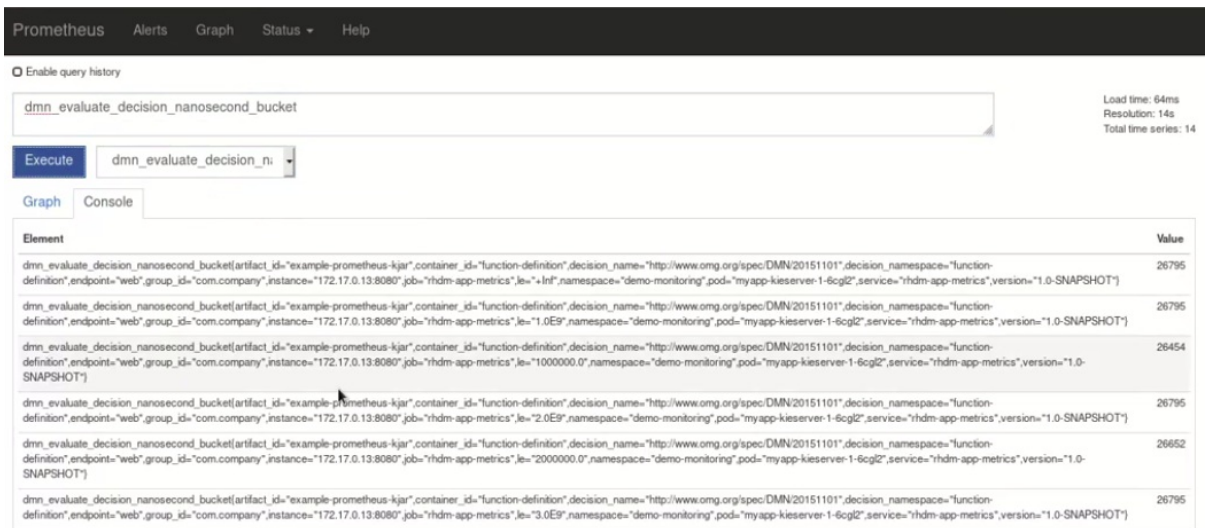 Prometheus Alerts Graph Status Help
Enable query history
dmn_evaluate_decision_nanosecond_bucket
Load time: 64ms
Resolution: 14s
Total time series: 14
Execute dmn_evaluate_decision_n
Graph Console
Element Value
dmn_evaluate_decision_nanosecond_bucket{artifact_id="example-prometheus-kjar",container_id="function-definition",decision_name="http://www.omg.org/spec/DMN/20151101",decision_namespace="function- 26795
definition",endpoint="web",group_id="com.company",instance="172.17.0.13:8080",job="rhdm-app-metrics",le="+Inf",namespace="demo-monitoring",pod="myapp-kieserver-1-6cgl2",service="rhdm-app-metrics",version="1.0-SNAPSHOT"}
dmn_evaluate_decision_nanosecond_bucket{artifact_id="example-prometheus-kjar",container_id="function-definition",decision_name="http://www.omg.org/spec/DMN/20151101",decision_namespace="function- 26795
definition",endpoint="web",group_id="com.company",instance="172.17.0.13:8080",job="rhdm-app-metrics",le="1.0E9",namespace="demo-monitoring",pod="myapp-kieserver-1-6cgl2",service="rhdm-app-metrics",version="1.0-SNAPSHOT"}
dmn_evaluate_decision_nanosecond_bucket{artifact_id="example-prometheus-kjar",container_id="function-definition",decision_name="http://www.omg.org/spec/DMN/20151101",decision_namespace="function- 26454
definition",endpoint="web",group_id="com.company",instance="172.17.0.13:8080",job="rhdm-app-metrics",le="1000000.0",namespace="demo-monitoring",pod="myapp-kieserver-1-6cgl2",service="rhdm-app-metrics",version="1.0-
SNAPSHOT"}
dmn_evaluate_decision_nanosecond_bucket{artifact_id="example-prometheus-kjar",container_id="function-definition",decision_name="http://www.omg.org/spec/DMN/20151101",decision_namespace="function- 26795
definition",endpoint="web",group_id="com.company",instance="172.17.0.13:8080",job="rhdm-app-metrics",le="2.0E9",namespace="demo-monitoring",pod="myapp-kieserver-1-6cgl2",service="rhdm-app-metrics",version="1.0-SNAPSHOT"}
dmn_evaluate_decision_nanosecond_bucket{artifact_id="example-prometheus-kjar",container_id="function-definition",decision_name="http://www.omg.org/spec/DMN/20151101",decision_namespace="function- 26652
definition",endpoint="web",group_id="com.company",instance="172.17.0.13:8080",job="rhdm-app-metrics",le="2000000.0",namespace="demo-monitoring",pod="myapp-kieserver-1-6cgl2",service="rhdm-app-metrics",version="1.0-
SNAPSHOT"}
dmn_evaluate_decision_nanosecond_bucket{artifact_id="example-prometheus-kjar",container_id="function-definition",decision_name="http://www.omg.org/spec/DMN/20151101",decision_namespace="function- 26795
definition",endpoint="web",group_id="com.company",instance="172.17.0.13:8080",job="rhdm-app-metrics",le="3.0E9",namespace="demo-monitoring",pod="myapp-kieserver-1-6cgl2",service="rhdm-app-metrics",version="1.0-SNAPSHOT"}